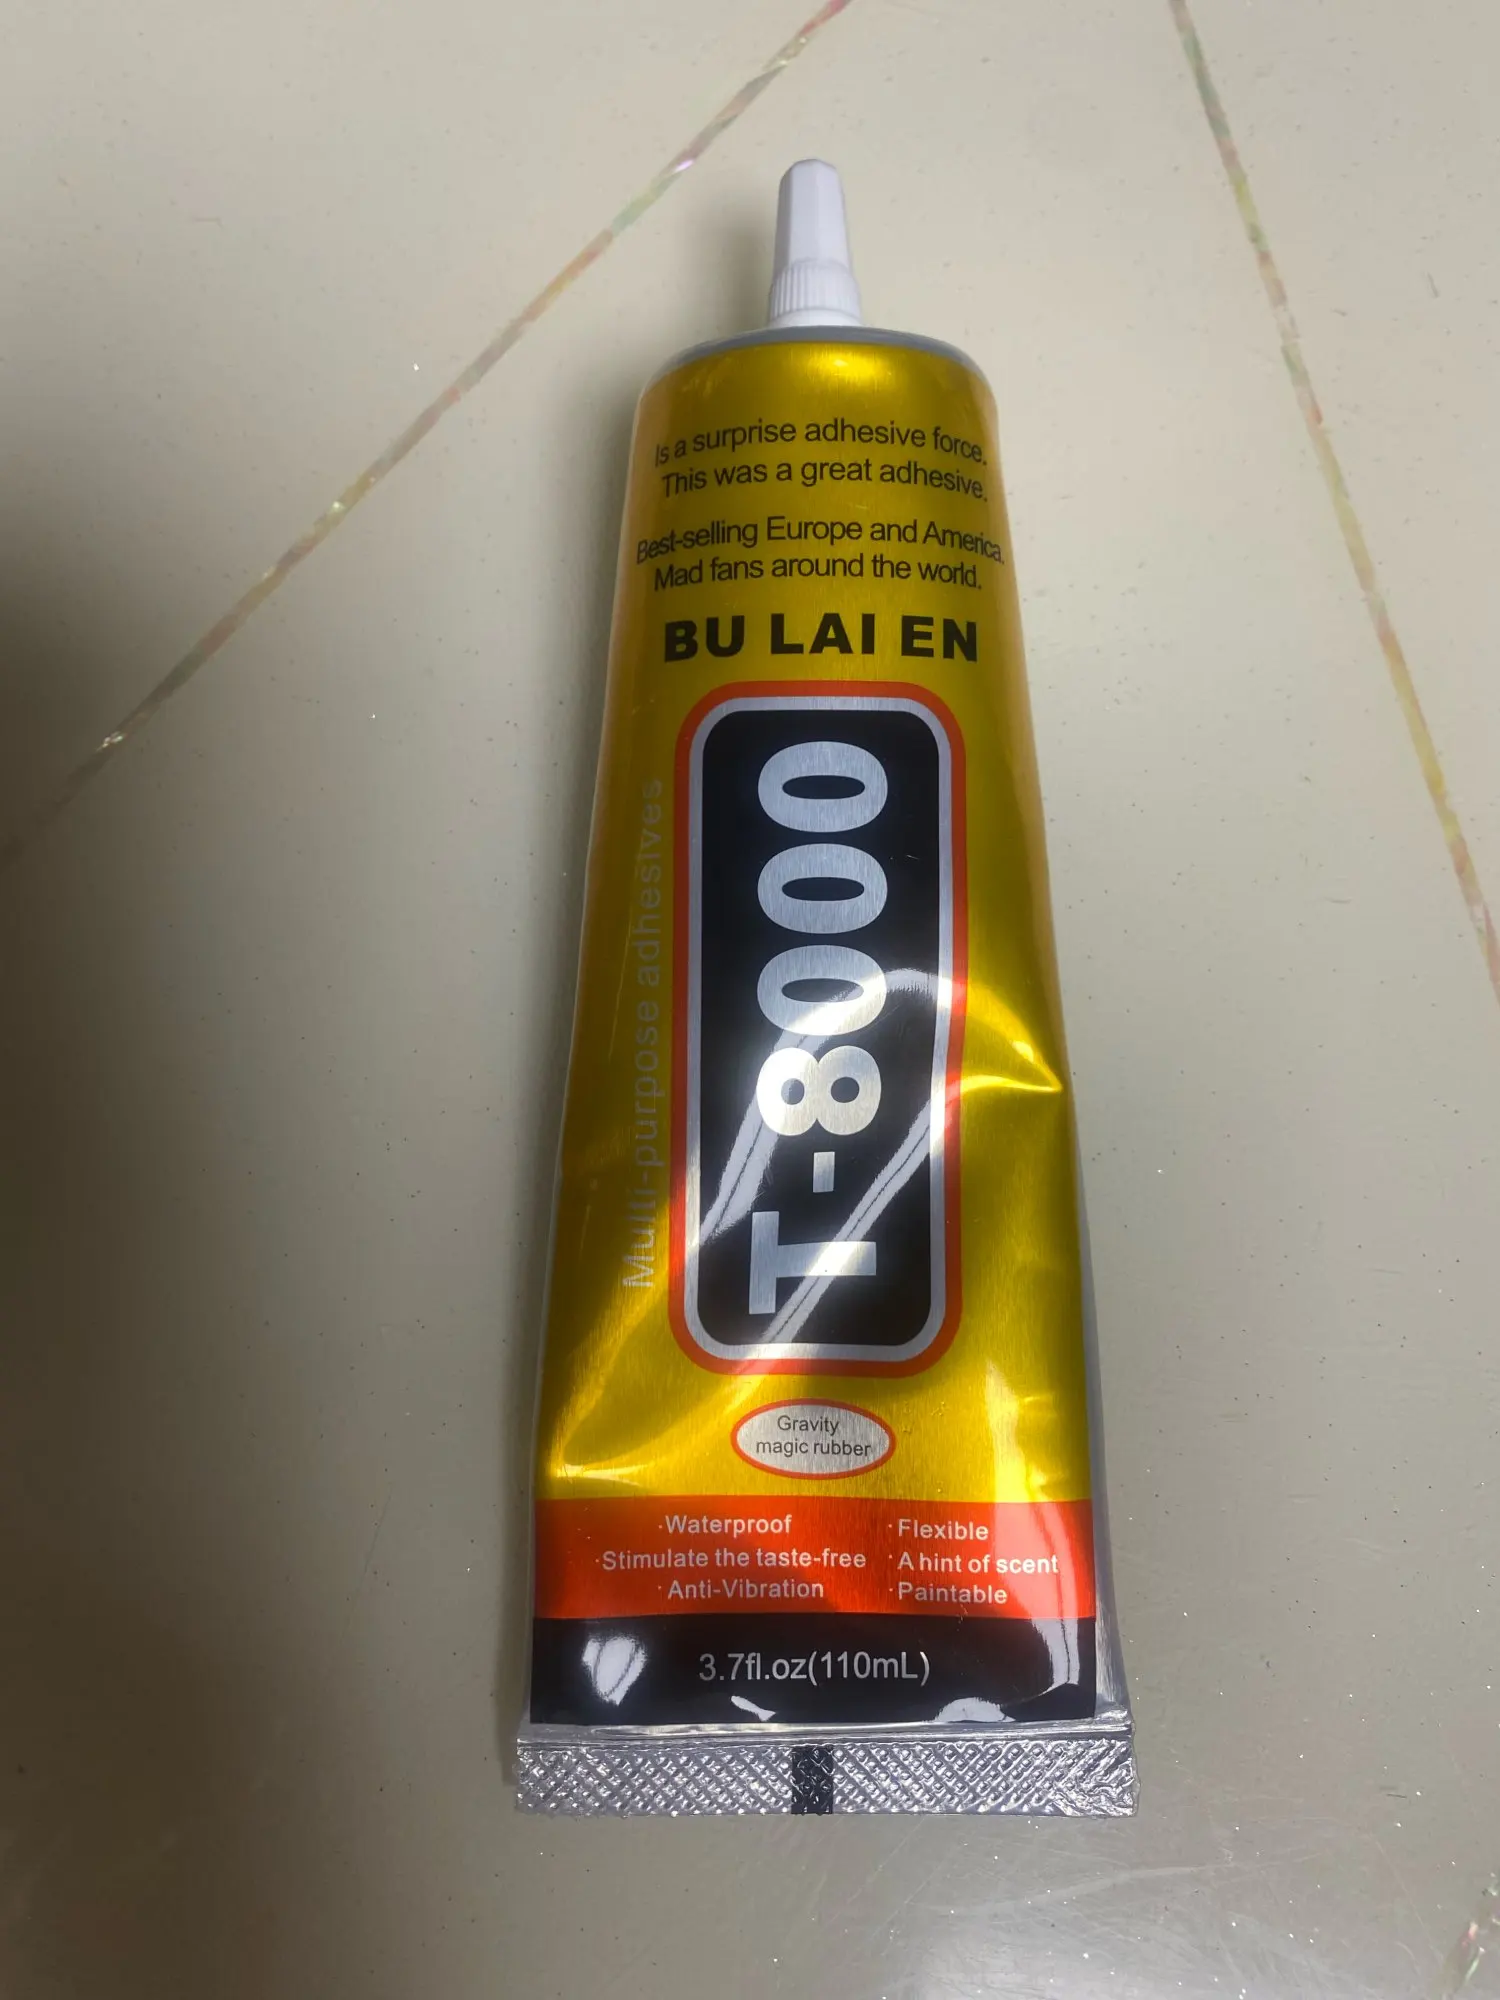 Is a surprise adhesive force.
This was a great adhesive.
Best-selling Europe and America.
Mad fans around the world.
BU LAI EN
T-8000
Multi-purpose adhesives
Gravity
magic rubber
·Waterproof
·Stimulate the taste-free
·Anti-Vibration
·Flexible
·A hint of scent
·Paintable
3.7fl.oz(110mL)